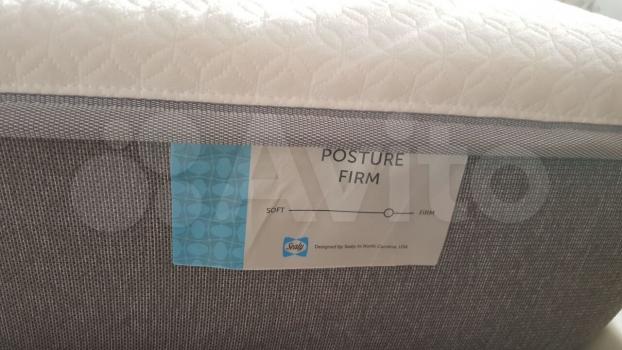 POSTURE
FIRM
SOFT FIRM
Sealy Designed by Sealy in North Carolina, USA
Avito